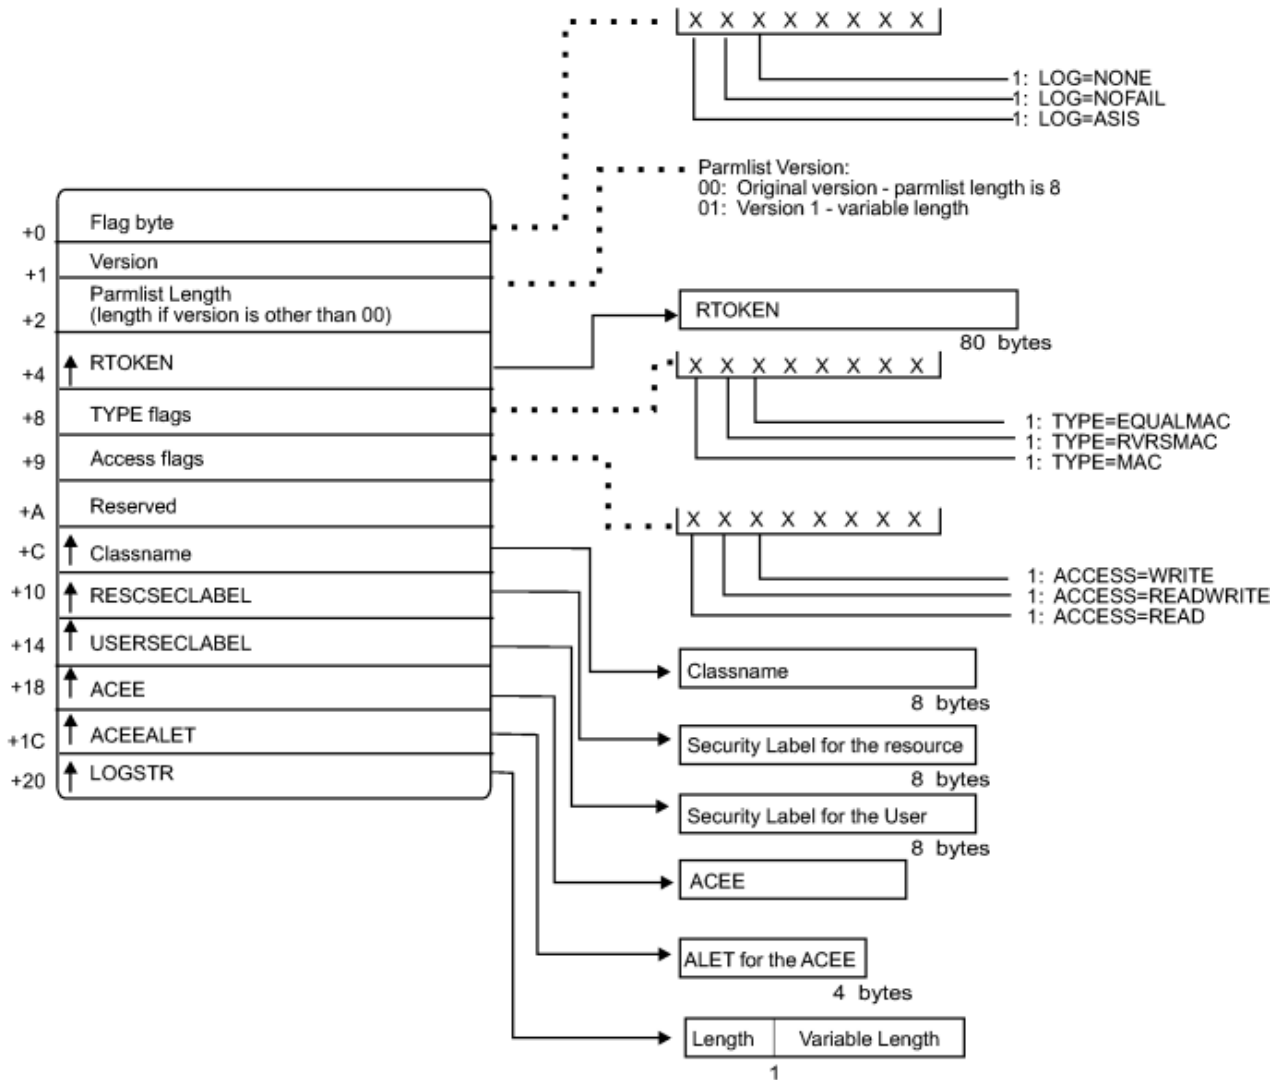 X X X X X X X X
1: LOG=NONE
1: LOG=NOFAIL
1: LOG=ASIS
Parmlist Version:
00: Original version - parmlist length is 8
01: Version 1 - variable length
+0 Flag byte
+1 Version
Parmlist Length
+2 (length if version is other than 00)
+4 RTOKEN
+8 TYPE flags
+9 Access flags
+A Reserved
+C Classname
+10 RESCSECLABEL
+14 USERSECLABEL
+18 ACEE
+1C ACEEALET
+20 LOGSTR
RTOKEN
80 bytes
X X X X X X X X
1: TYPE=EQUALMAC
1: TYPE=RVRSMAC
1: TYPE=MAC
X X X X X X X X
1: ACCESS=WRITE
1: ACCESS=READWRITE
1: ACCESS=READ
Classname
8 bytes
Security Label for the resource
8 bytes
Security Label for the User
8 bytes
ACEE
ALET for the ACEE
4 bytes
Length Variable Length
1